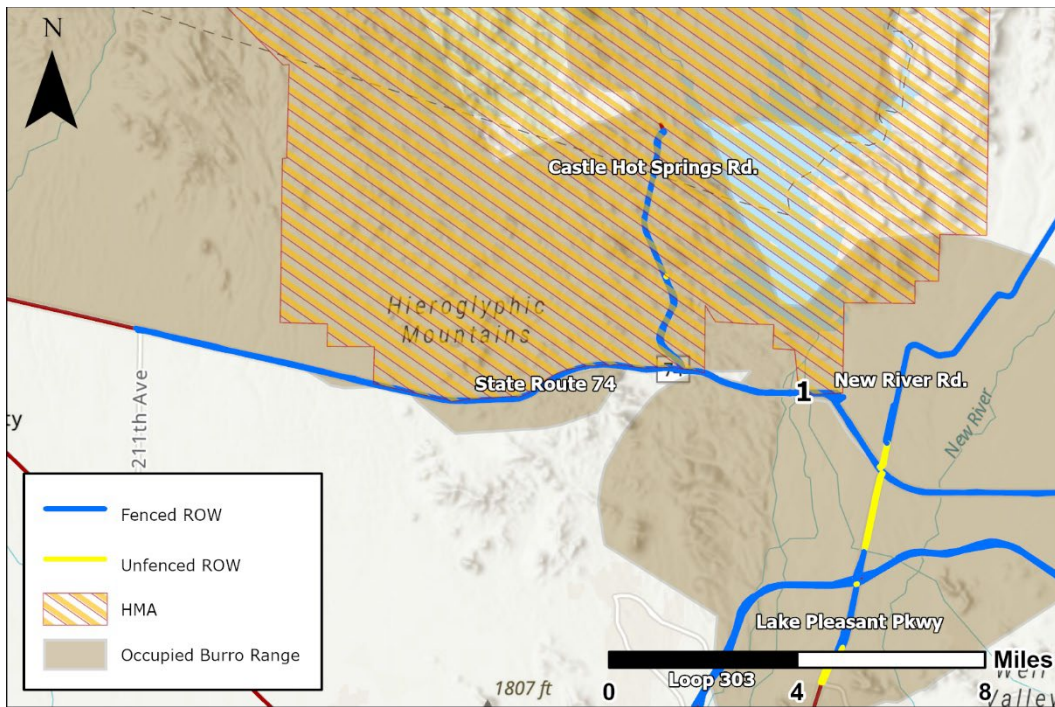 N
Castle Hot Springs Rd.
Hieroglyphic
Mountains
74
State Route 74
1
New River Rd.
ty
211th Ave
New River
Fenced ROW
Unfenced ROW
HMA
Occupied Burro Range
Lake Pleasant Pkwy
Miles
Loop 303
0
4
8
1807 ft
Valley